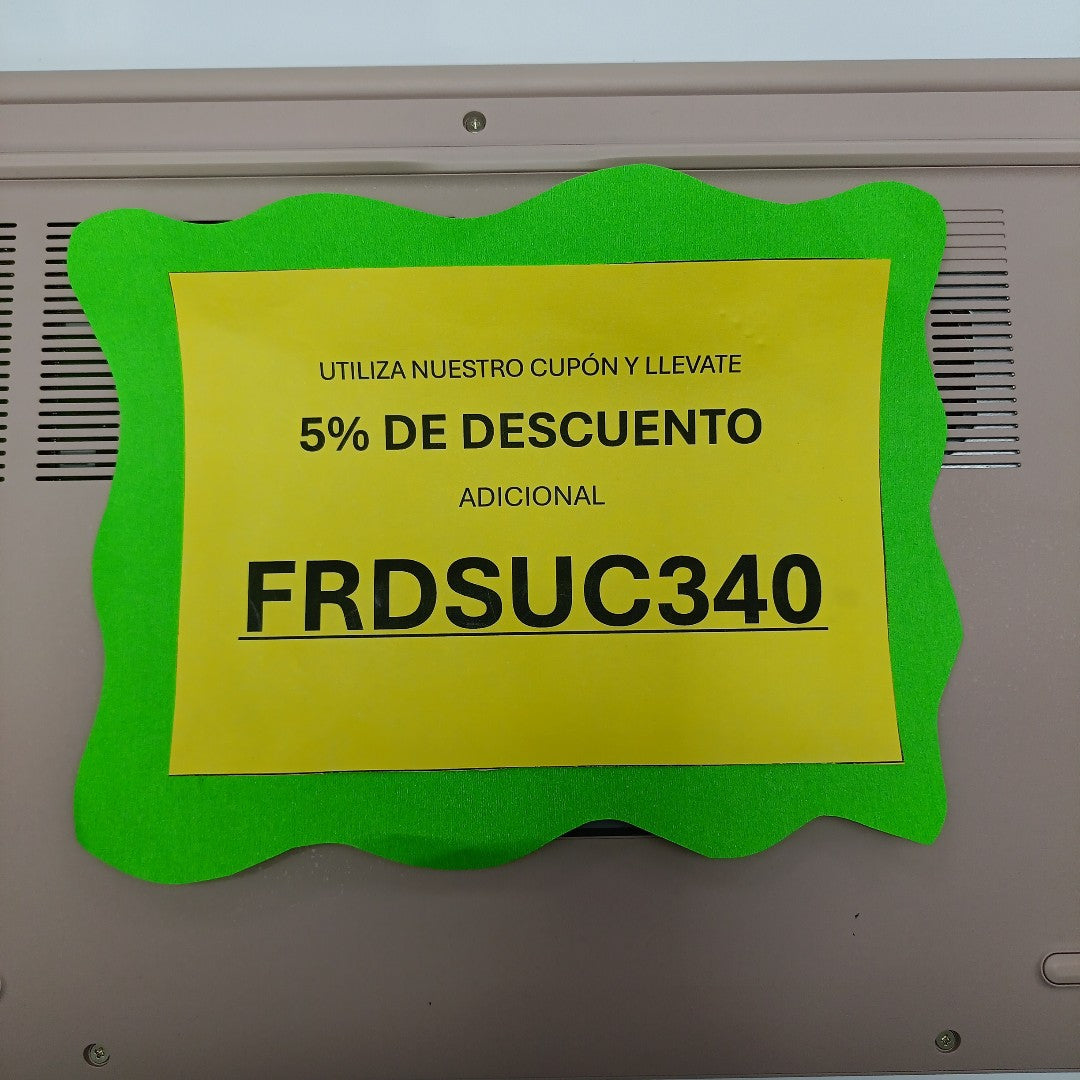 UTILIZA NUESTRO CUPÓN Y LLEVATE
5% DE DESCUENTO
ADICIONAL
FRDSUC340